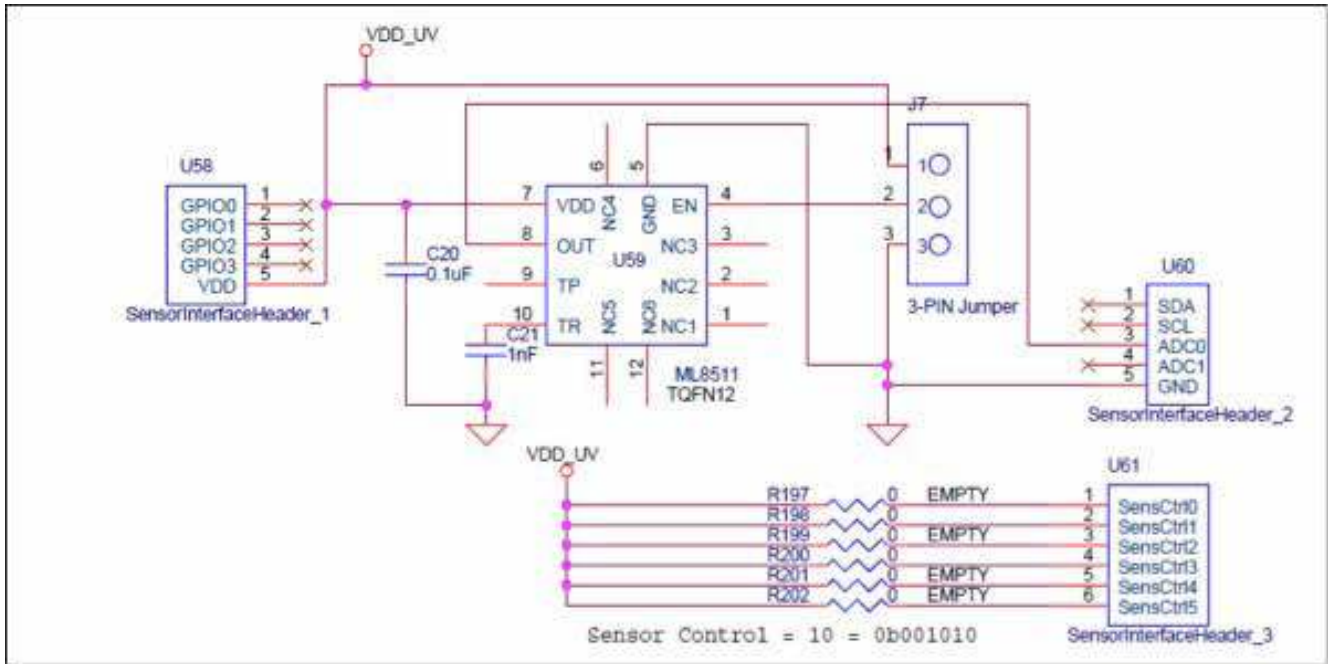 VDD_UV
J7
U58
GPIO0 1
GPIO1 2
GPIO2 3
GPIO3 4
VDD 5
SensorInterfaceHeader_1
C20
0.1uF
C21
1nF
6 5
NC4 GND
7 VDD EN 4
8 OUT NC3 3
9 TP NC2 2
10 TR NC1 1
U59
NC5 NC6
11 12
ML8511
TQFN12
1 1
2 2
3 3
3-PIN Jumper
U60
1 SDA
2 SCL
3 ADC0
4 ADC1
5 GND
SensorInterfaceHeader_2
VDD_UV
U61
R197 0 EMPTY 1 SensCtrl0
R198 0 2 SensCtrl1
R199 0 EMPTY 3 SensCtrl2
R200 0 4 SensCtrl3
R201 0 EMPTY 5 SensCtrl4
R202 0 EMPTY 6 SensCtrl5
Sensor Control = 10 = 0b001010
SensorInterfaceHeader_3